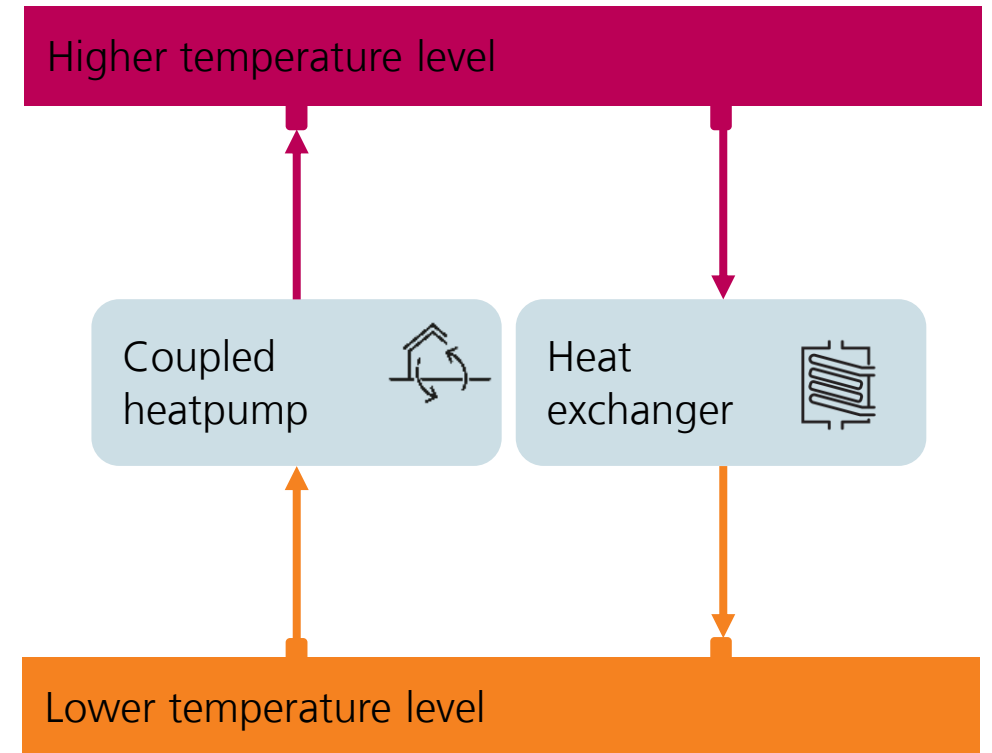 Higher temperature level
Coupled
heatpump
Heat
exchanger
Lower temperature level